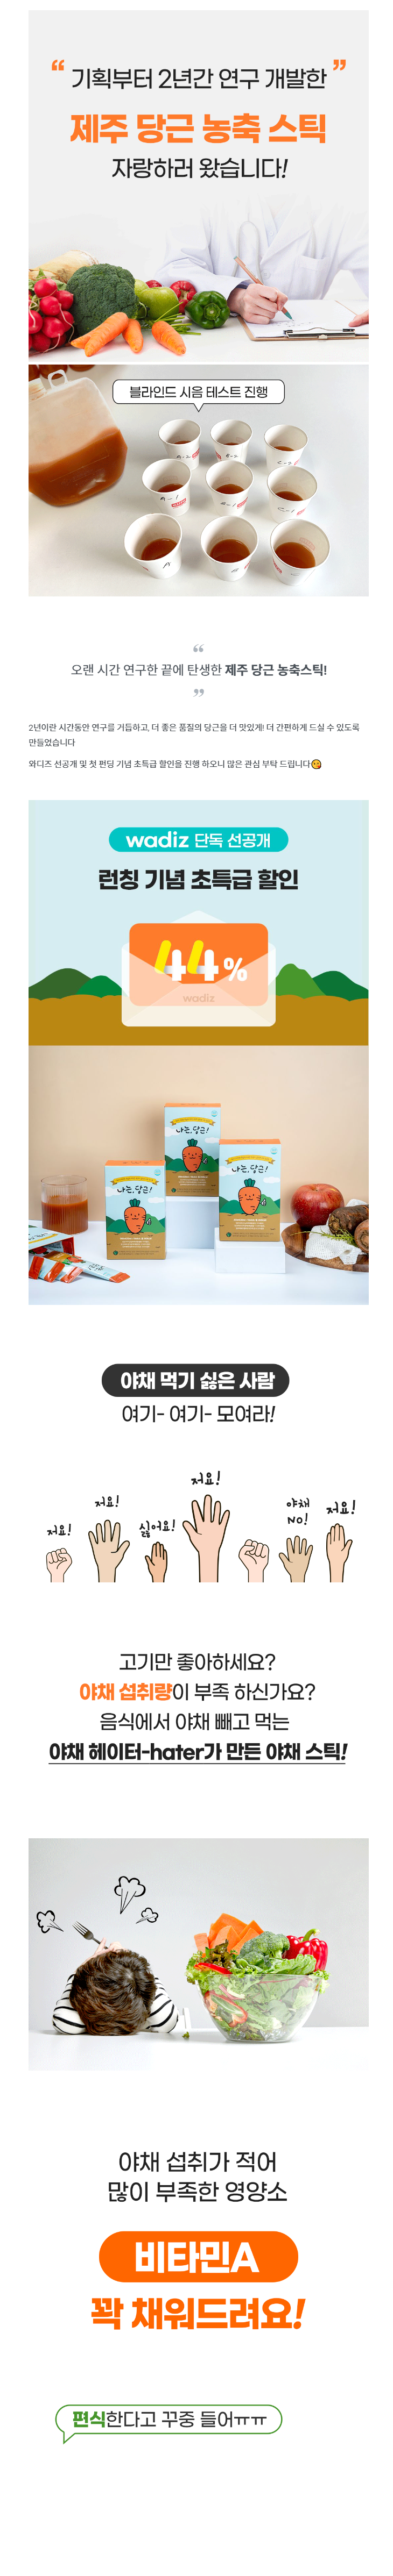 “ 기획부터 2년간 연구 개발한 ”
제주 당근 농축 스틱
자랑하러 왔습니다!
블라인드 시음 테스트 진행
“
오랜 시간 연구한 끝에 탄생한 제주 당근 농축스틱!
”
2년이란 시간동안 연구를 거듭하고, 더 좋은 품질의 당근을 더 맛있게! 더 간편하게 드실 수 있도록
만들었습니다
와디즈 선공개 및 첫 펀딩 기념 초특급 할인을 진행 하오니 많은 관심 부탁 드립니다😘
wadiz 단독 선공개
런칭 기념 초특급 할인
44%
wadiz
나는, 당근!
나는, 당근!
나는, 당근!
야채 먹기 싫은 사람
여기- 여기- 모여라!
저요!
저요!
싫어요!
저요!
야채
NO!
저요!
고기만 좋아하세요?
야채 섭취량이 부족 하신가요?
음식에서 야채 빼고 먹는
야채 헤이터-hater가 만든 야채 스틱!
야채 섭취가 적어
많이 부족한 영양소
비타민A
꽉 채워드려요!
편식한다고 꾸중 들어ㅠㅠ